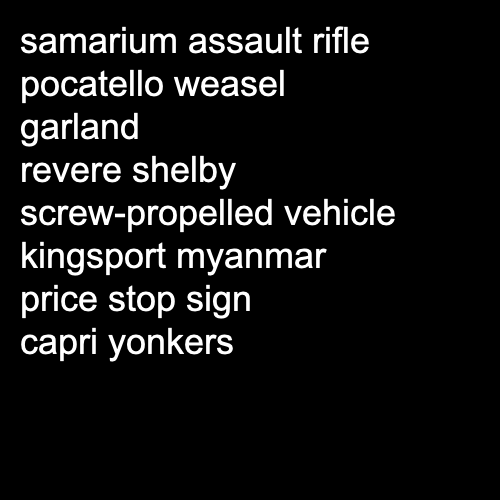 samarium assault rifle
pocatello weasel
garland
revere shelby
screw-propelled vehicle
kingsport myanmar
price stop sign
capri yonkers